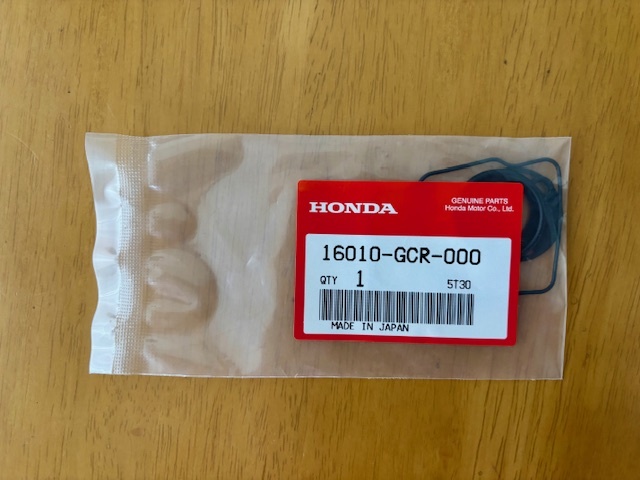 HONDA
GENUINE PARTS
Honda Motor Co., Ltd.
16010-GCR-000
QTY 1 5T30
MADE IN JAPAN